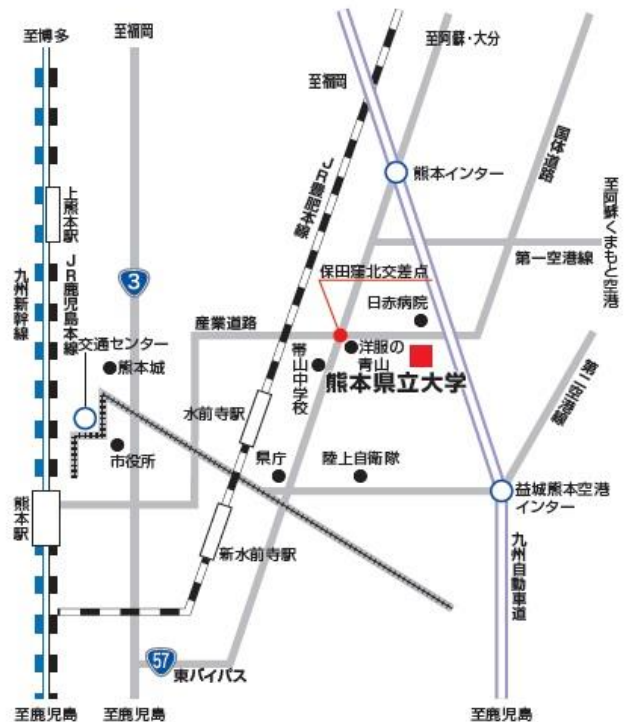 至博多
至福岡
至阿蘇・大分
至福岡
国体道路
熊本インター
至阿蘇くまもと空港
上熊本駅
JR豊肥本線
第一空港線
保田窪北交差点
3
日赤病院
九州新幹線
JR鹿児島本線
産業道路
交通センター
洋服の
青山
熊本城
帯山中学校
熊本県立大学
第二空港線
水前寺駅
市役所
県庁
陸上自衛隊
益城熊本空港
インター
熊本駅
新水前寺駅
九州自動車道
57
東バイパス
至鹿児島
至鹿児島
至鹿児島